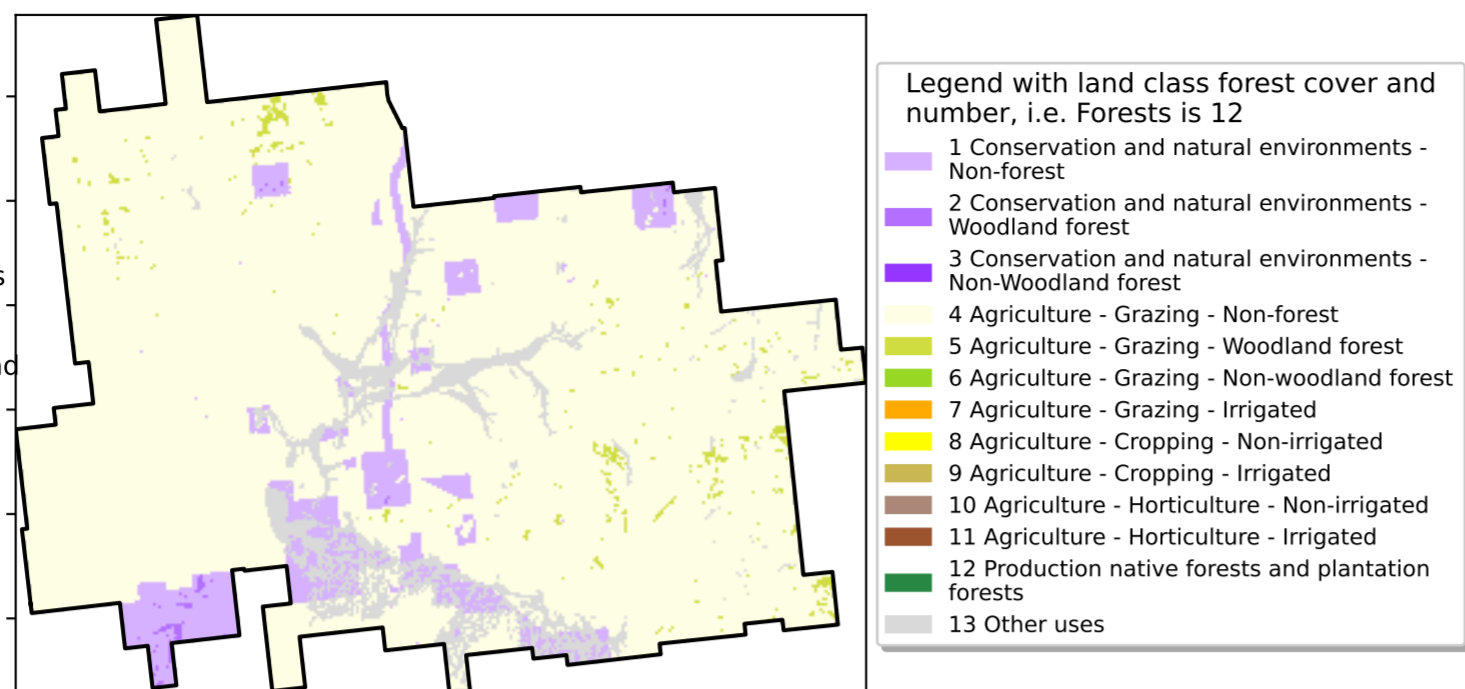 Legend with land class forest cover and
number, i.e. Forests is 12
1 Conservation and natural environments -
Non-forest
2 Conservation and natural environments -
Woodland forest
3 Conservation and natural environments -
Non-Woodland forest
4 Agriculture - Grazing - Non-forest
5 Agriculture - Grazing - Woodland forest
6 Agriculture - Grazing - Non-woodland forest
7 Agriculture - Grazing - Irrigated
8 Agriculture - Cropping - Non-irrigated
9 Agriculture - Cropping - Irrigated
10 Agriculture - Horticulture - Non-irrigated
11 Agriculture - Horticulture - Irrigated
12 Production native forests and plantation
forests
13 Other uses